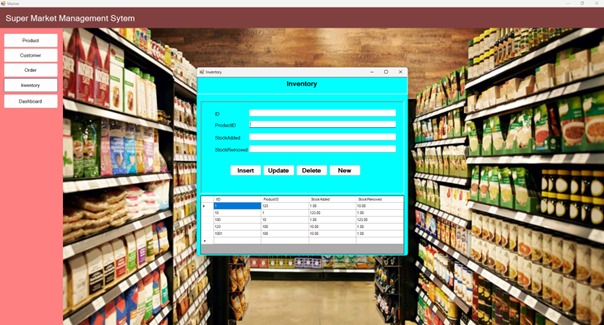 Market
Super Market Management Sytem
Product
Customer
Order
Inventory
Dashboard
Inventory
Inventory
ID
ProductID
StockAdded
StockRemoved
Insert Update Delete New
ID ProductID StockAdded StockRemoved
123 1.00 10.00
10 1 123.00 1.00
100 10 1.00 123.00
123 100 10.00 1.00
1001 100 10.00 1.00